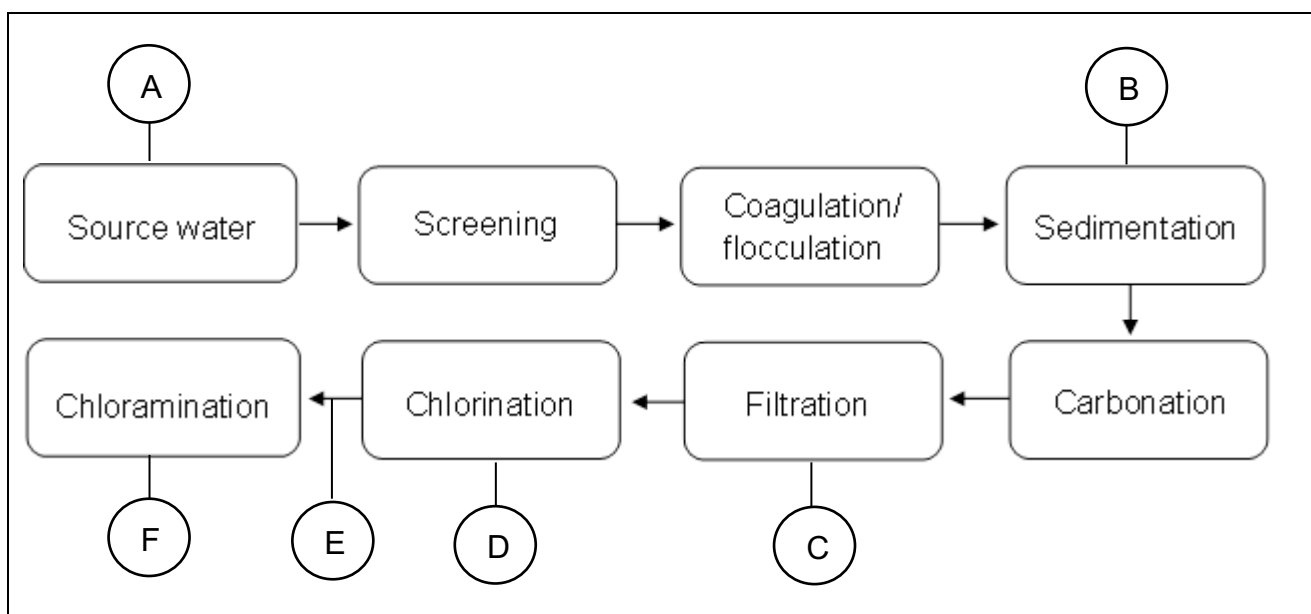 A
B
Source water
Screening
Coagulation/
flocculation
Sedimentation
Chloramination
Chlorination
Filtration
Carbonation
F
E
D
C